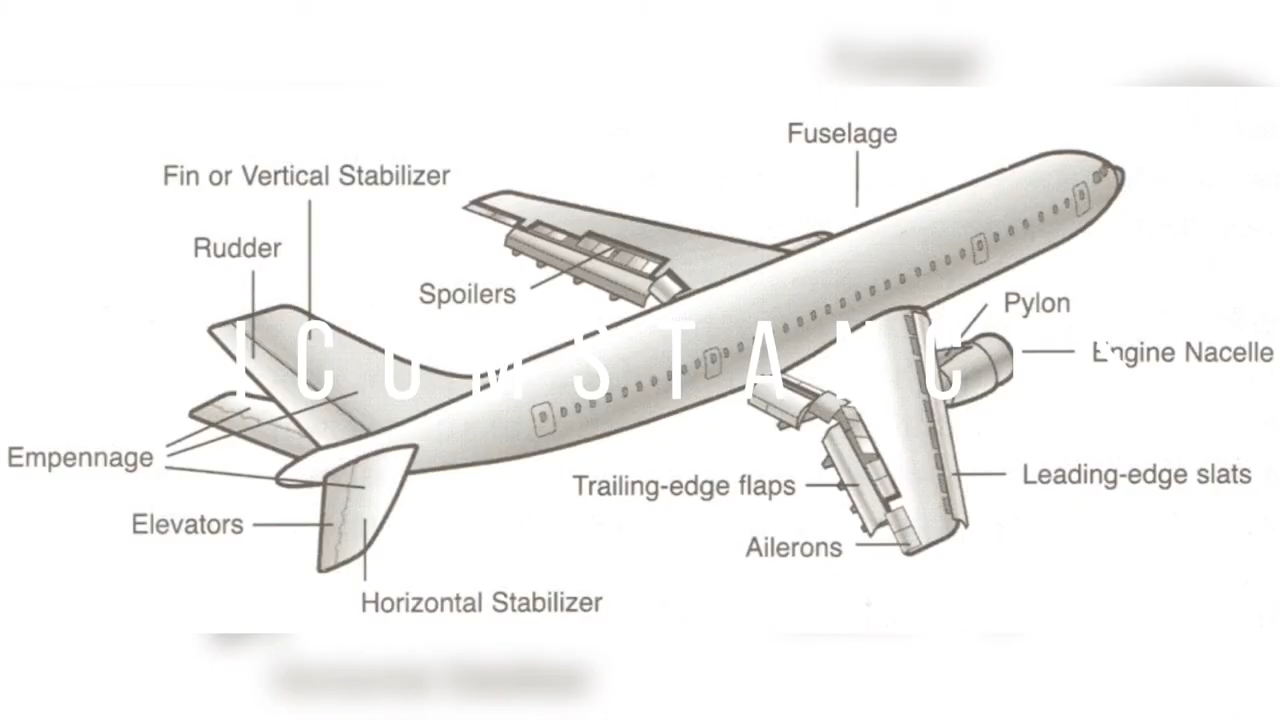 Fuselage
Fin or Vertical Stabilizer
Rudder
Spoilers
Pylon
Engine Nacelle
ICOMSTANC
Empennage
Trailing-edge flaps
Leading-edge slats
Elevators
Ailerons
Horizontal Stabilizer